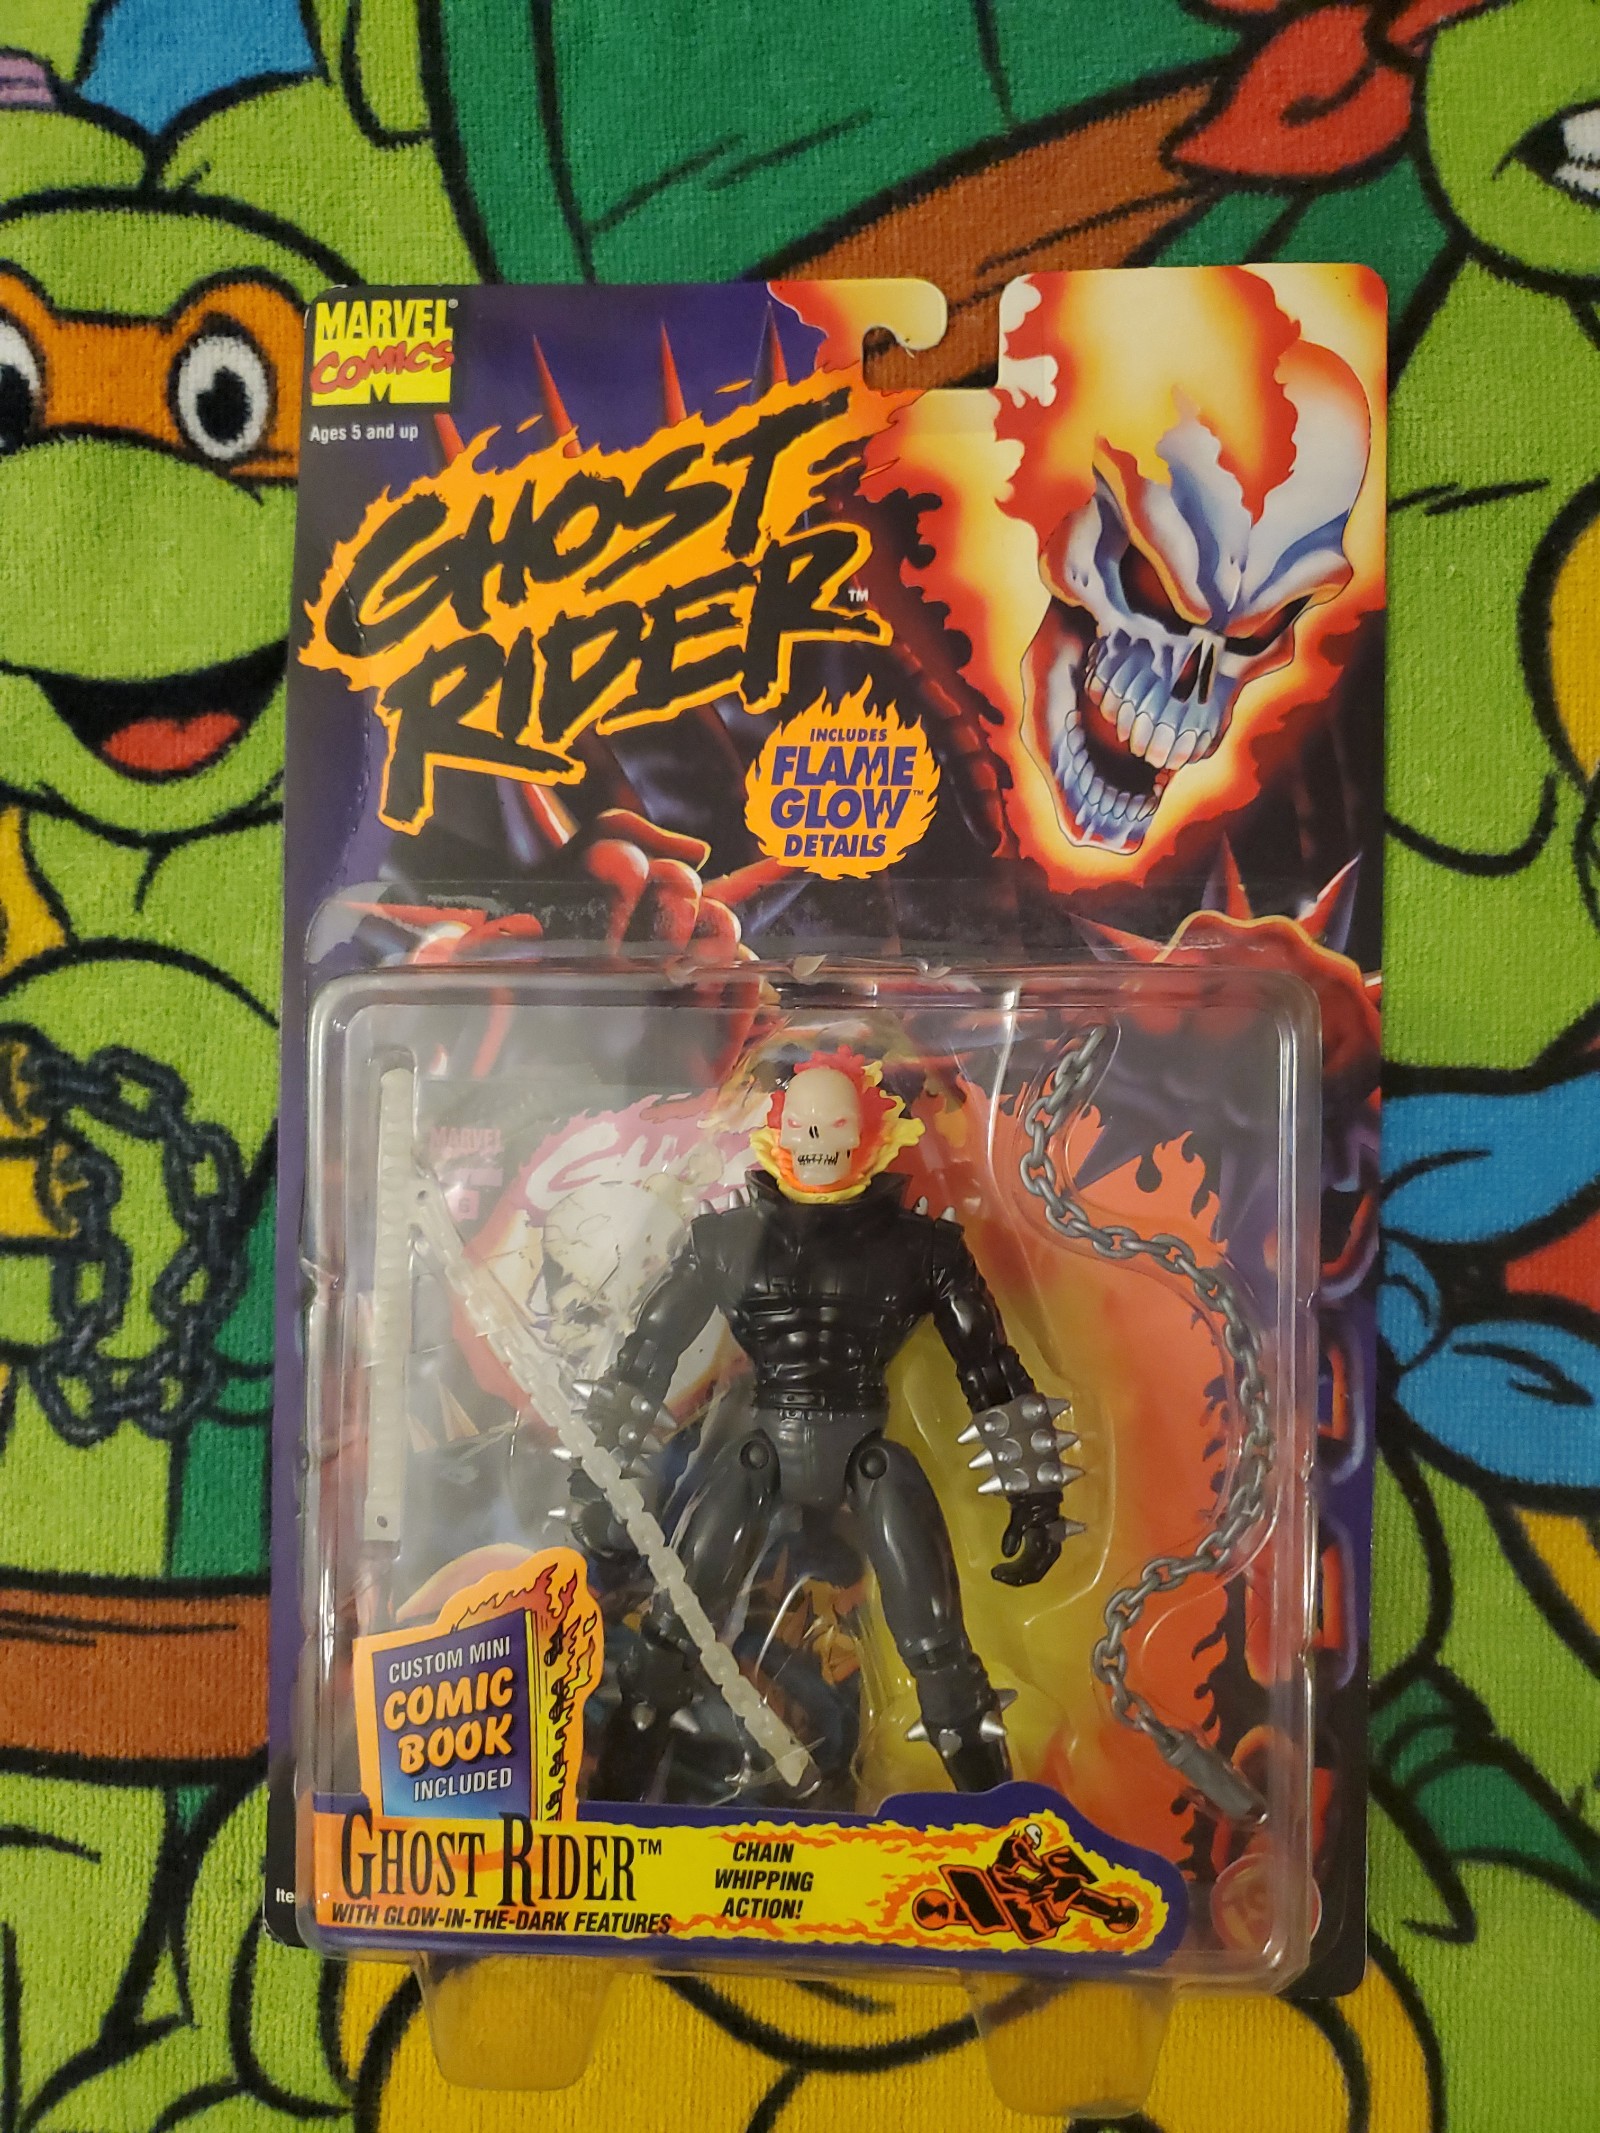 MARVEL®
COMICS
M
Ages 5 and up
GHOST
RIDER™
INCLUDES
FLAME
GLOW™
DETAILS
MARVEL
CUSTOM MINI
COMIC
BOOK
INCLUDED
GHOST RIDER™
WITH GLOW-IN-THE-DARK FEATURES
CHAIN
WHIPPING
ACTION!